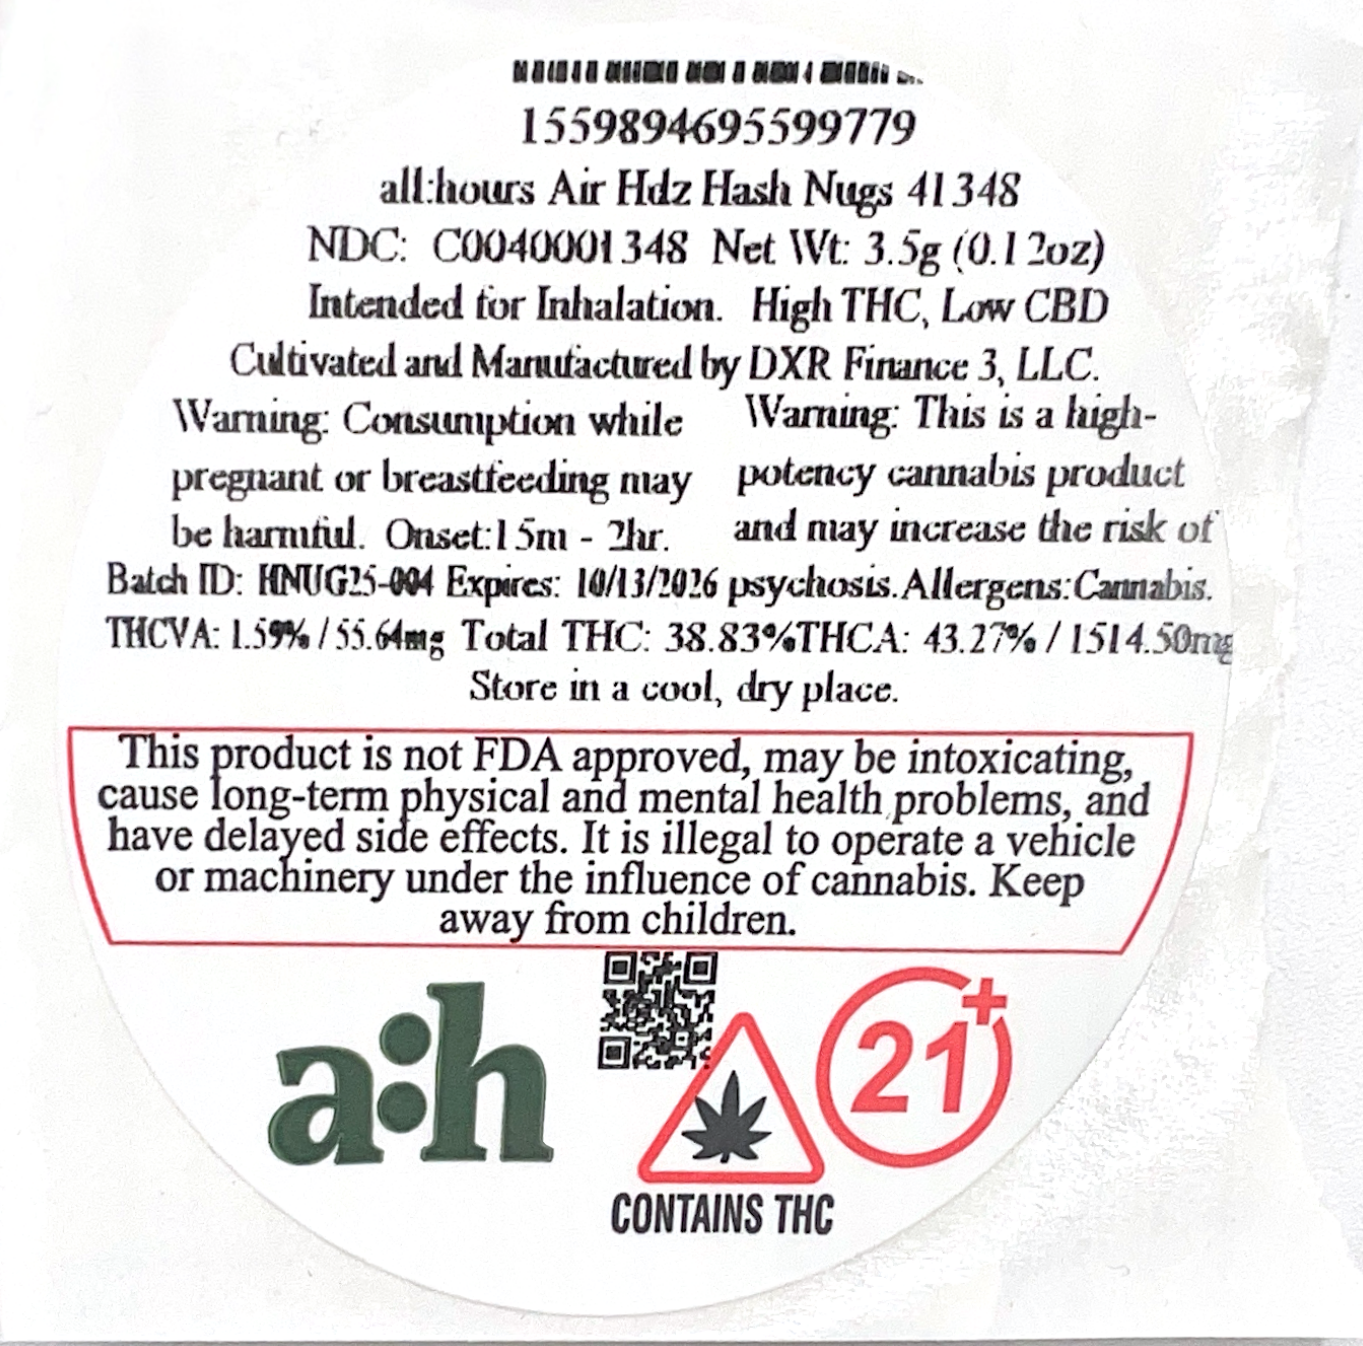 1559894695599779
all:hours Air Hdz Hash Nugs 41348
NDC: C0040001348 Net Wt: 3.5g (0.12oz)
Intended for Inhalation. High THC, Low CBD
Cultivated and Manufactured by DXR Finance 3, LLC.
Warning: Consumption while
pregnant or breastfeeding may
be harmful. Onset:15m - 2hr.
Warning: This is a high-
potency cannabis product
and may increase the risk of
Batch ID: HNUG25-004 Expires: 10/13/2026 psychosis. Allergens:Cannabis.
THCVA: 1.59% / 55.64mg Total THC: 38.83%THCA: 43.27% / 1514.50mg
Store in a cool, dry place.
This product is not FDA approved, may be intoxicating,
cause long-term physical and mental health problems, and
have delayed side effects. It is illegal to operate a vehicle
or machinery under the influence of cannabis. Keep
away from children.
a:h
21+
CONTAINS THC